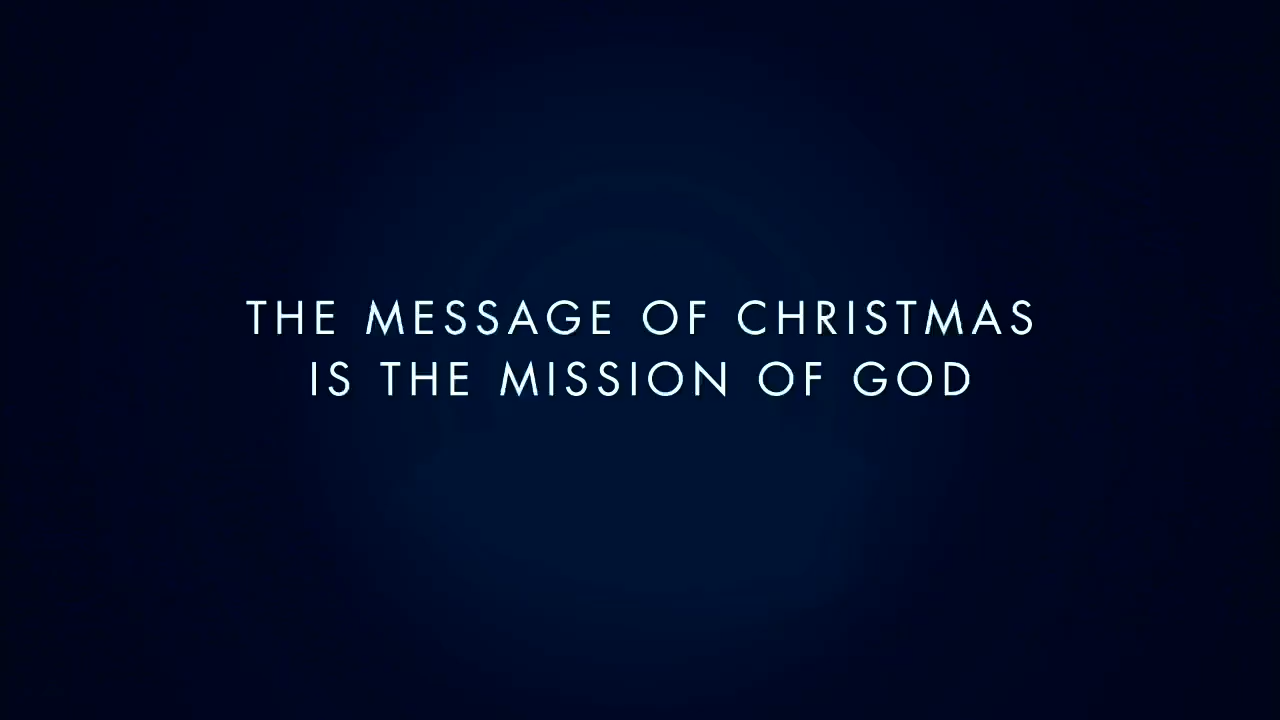 THE MESSAGE OF CHRISTMAS
IS THE MISSION OF GOD